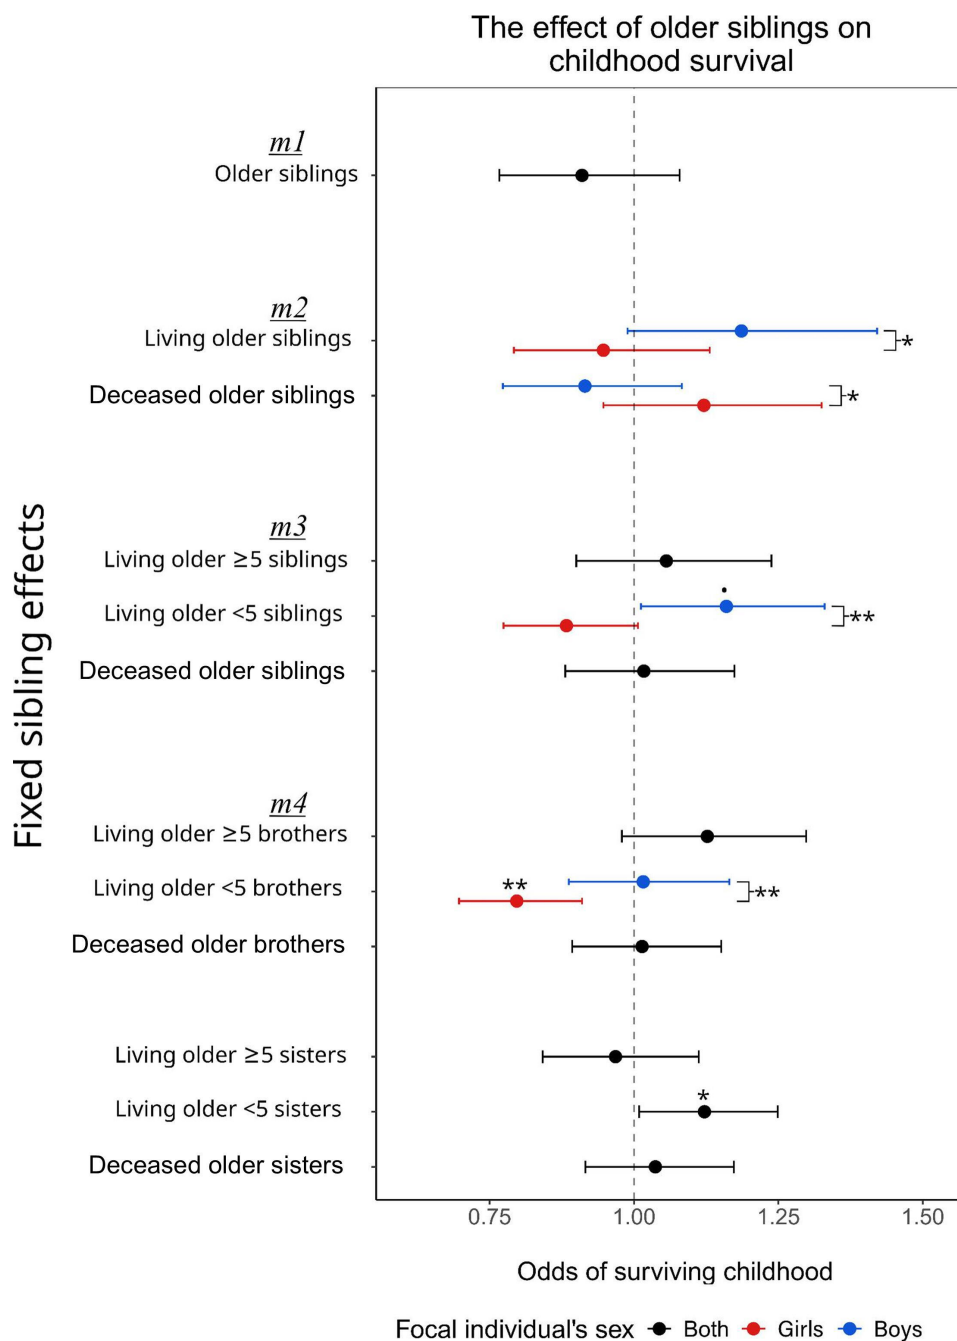 The effect of older siblings on
childhood survival
Fixed sibling effects
m1
Older siblings
m2
Living older siblings
*
Deceased older siblings
*
m3
Living older ≥5 siblings
Living older <5 siblings
•
**
Deceased older siblings
m4
Living older ≥5 brothers
Living older <5 brothers
**
**
Deceased older brothers
Living older ≥5 sisters
Living older <5 sisters
*
Deceased older sisters
0.75 1.00 1.25 1.50
Odds of surviving childhood
Focal individual's sex Both Girls Boys